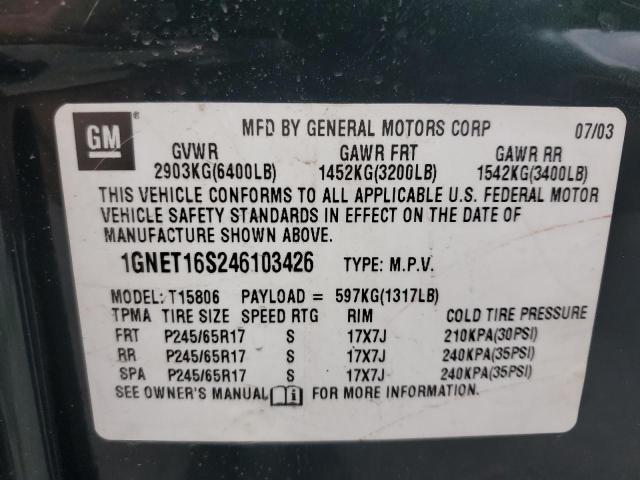 GM MFD BY GENERAL MOTORS CORP 07/03
GVWR GAWR FRT GAWR RR
2903KG(6400LB) 1452KG(3200LB) 1542KG(3400LB)
THIS VEHICLE CONFORMS TO ALL APPLICABLE U.S. FEDERAL MOTOR
VEHICLE SAFETY STANDARDS IN EFFECT ON THE DATE OF
MANUFACTURE SHOWN ABOVE.
1GNET16S246103426 TYPE: M.P.V.
MODEL: T15806 PAYLOAD = 597KG(1317LB)
TPMA TIRE SIZE SPEED RTG RIM COLD TIRE PRESSURE
FRT P245/65R17 S 17X7J 210KPA(30PSI)
RR P245/65R17 S 17X7J 240KPA(35PSI)
SPA P245/65R17 S 17X7J 240KPA(35PSI)
SEE OWNER'S MANUAL FOR MORE INFORMATION.